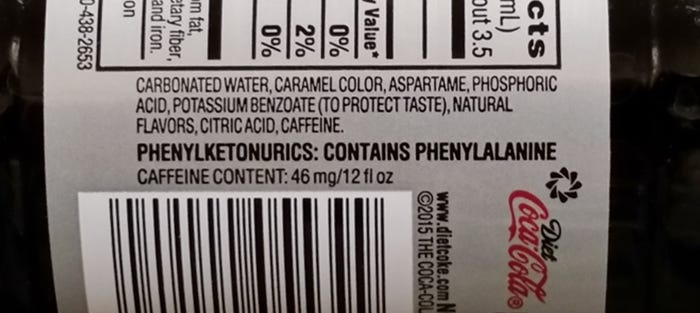 cts
mL)
out 3.5
y Value*
0%
2%
0%
m fat,
etary fiber,
and iron.
on
0-438-2653
CARBONATED WATER, CARAMEL COLOR, ASPARTAME, PHOSPHORIC
ACID, POTASSIUM BENZOATE (TO PROTECT TASTE), NATURAL
FLAVORS, CITRIC ACID, CAFFEINE.
PHENYLKETONURICS: CONTAINS PHENYLALANINE
CAFFEINE CONTENT: 46 mg/12 fl oz
www.dietcoke.com N
©2015 THE COCA-COL
Diet
Coca-Cola®